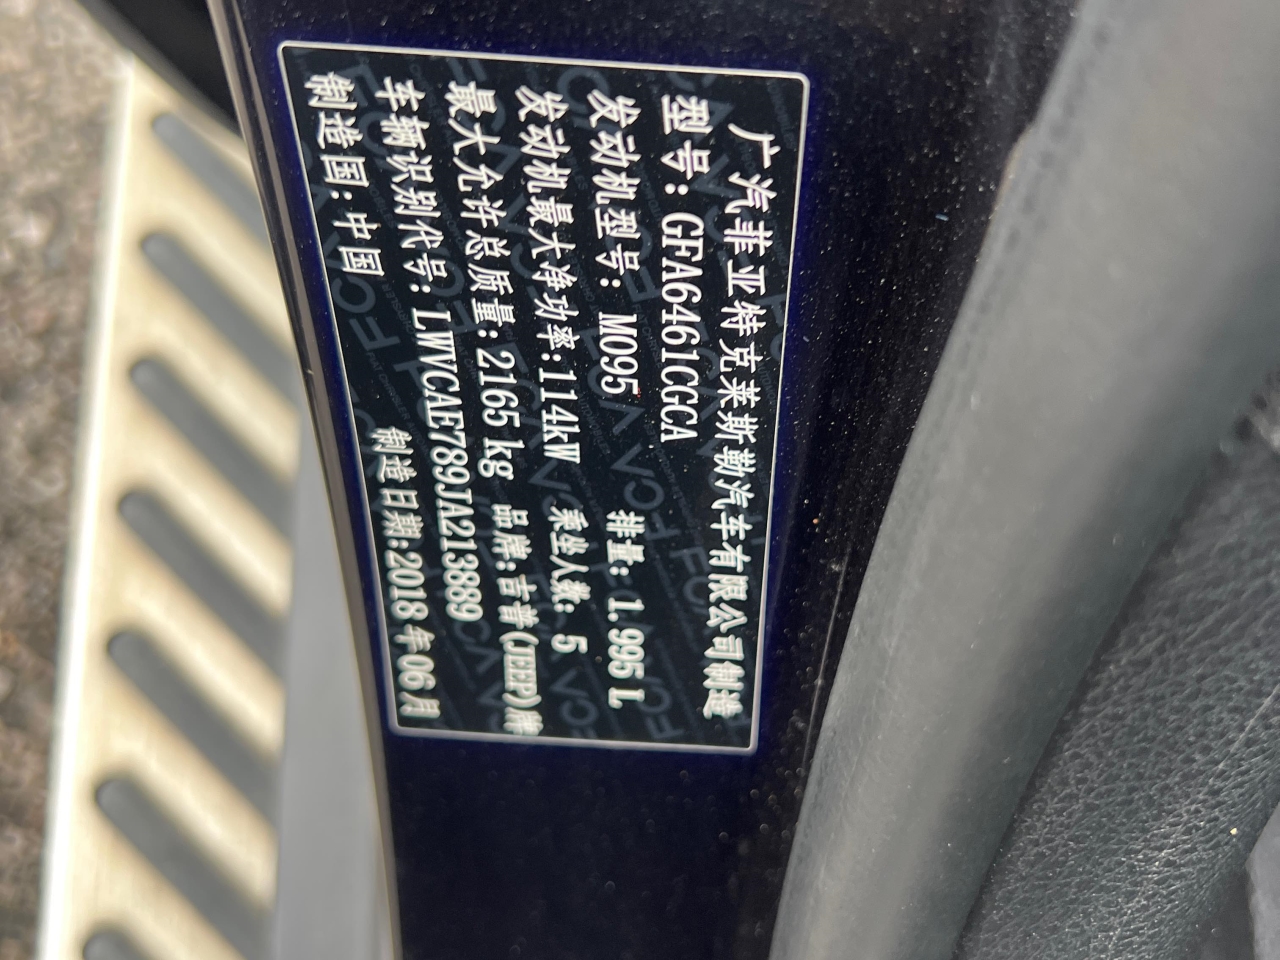 广汽菲亚特克莱斯勒汽车有限公司制造
型号: GFA6461CGCA
发动机型号: M095 排量: 1.995 L
发动机最大净功率:114kW 乘坐人数: 5
最大允许总质量:2165 kg 品牌:吉普(JEEP)牌
车辆识别代号: LWVCAE789JA213889
制造国:中国 制造日期:2018年06月